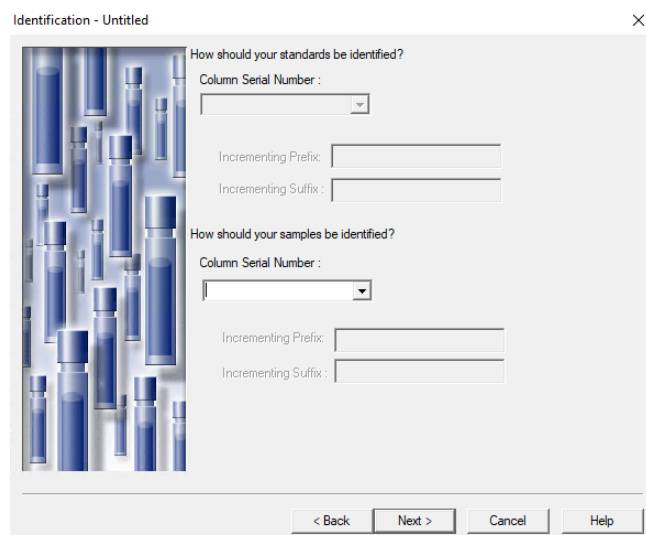 Identification - Untitled
How should your standards be identified?
Column Serial Number :
Incrementing Prefix:
Incrementing Suffix :
How should your samples be identified?
Column Serial Number :
Incrementing Prefix:
Incrementing Suffix :
< Back
Next >
Cancel
Help